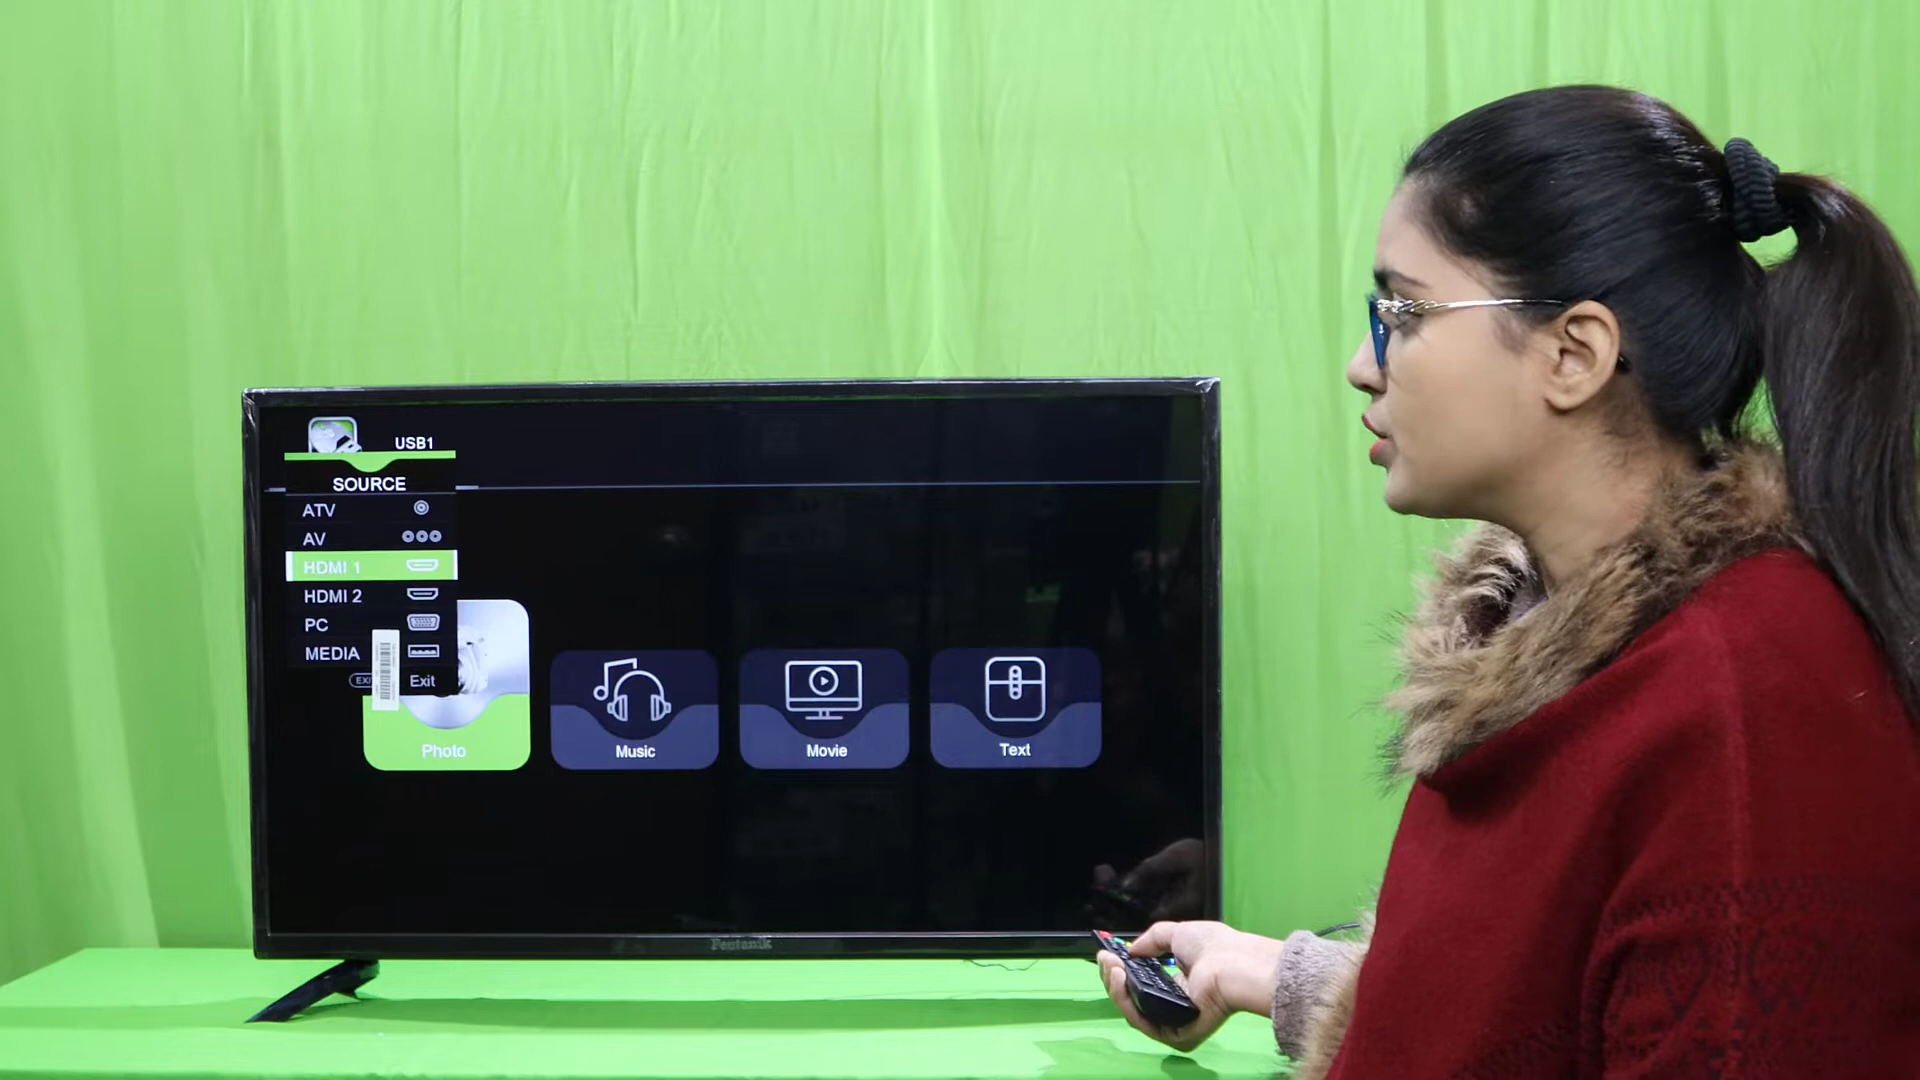 USB1
SOURCE
ATV
AV
HDMI 1
HDMI 2
PC
MEDIA
Exit
Photo
Music
Movie
Text